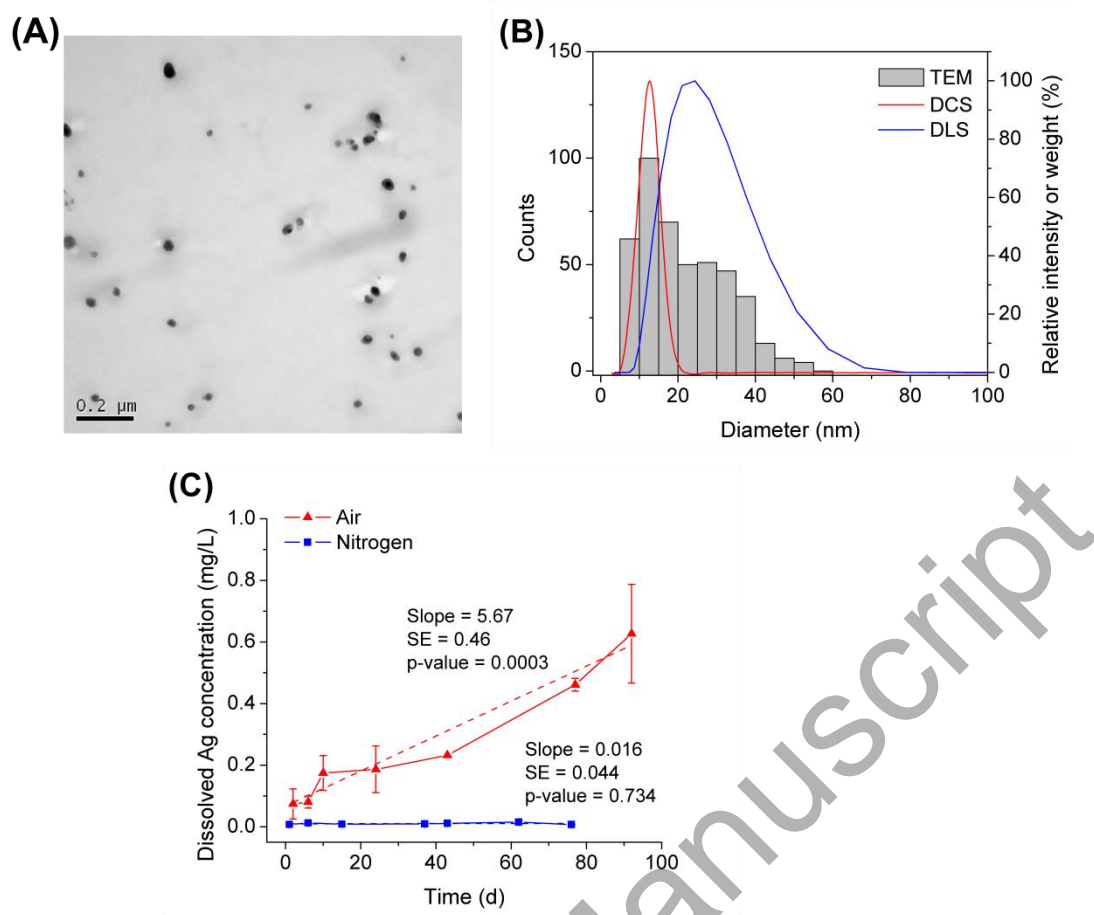 (A)
0.2 µm
(B)
150
100
50
0
Counts
0
20
40
60
80
100
Diameter (nm)
100
80
60
40
20
0
Relative intensity or weight (%)
TEM
DCS
DLS
(C)
1.0
0.8
0.6
0.4
0.2
0.0
Dissolved Ag concentration (mg/L)
Air
Nitrogen
Slope = 5.67
SE = 0.46
p-value = 0.0003
Slope = 0.016
SE = 0.044
p-value = 0.734
0
20
40
60
80
100
Time (d)
anuscript